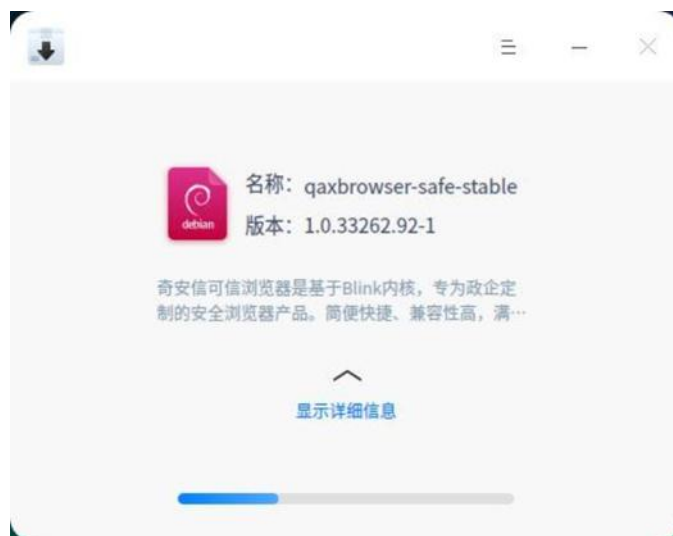 名称：qaxbrowser-safe-stable
debian
版本：1.0.33262.92-1
奇安信可信浏览器是基于Blink内核，专为政企定
制的安全浏览器产品。简便快捷、兼容性高，满…
显示详细信息